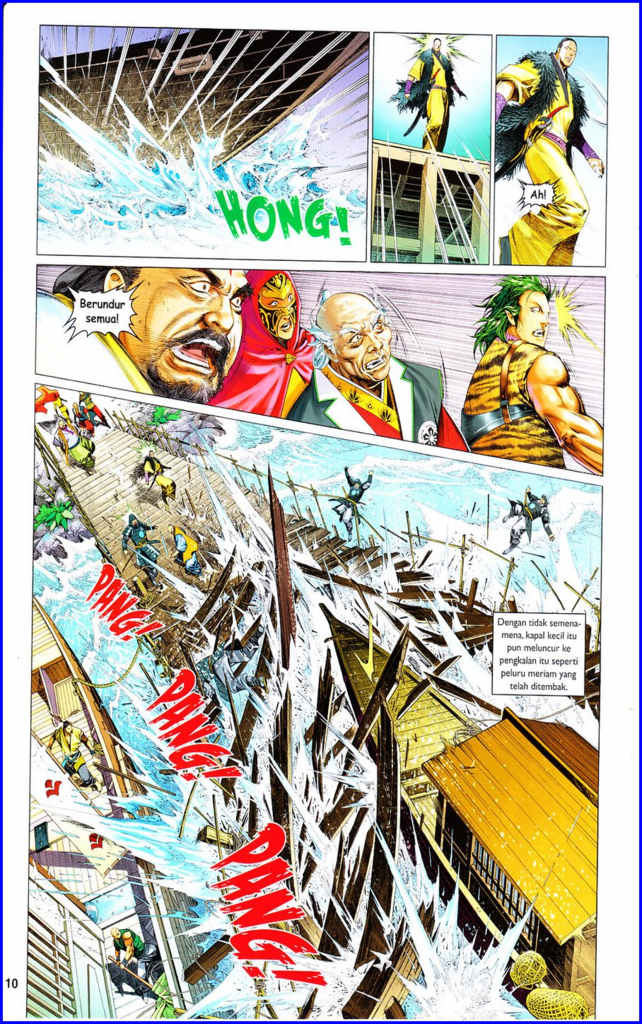 HONG!
Ah!
Berundur
semua!
PANG!
PANG!
PANG!
Dengan tidak semena-
mena, kapal kecil itu
pun meluncur ke
pengkalan itu seperti
peluru meriam yang
telah ditembak.
10